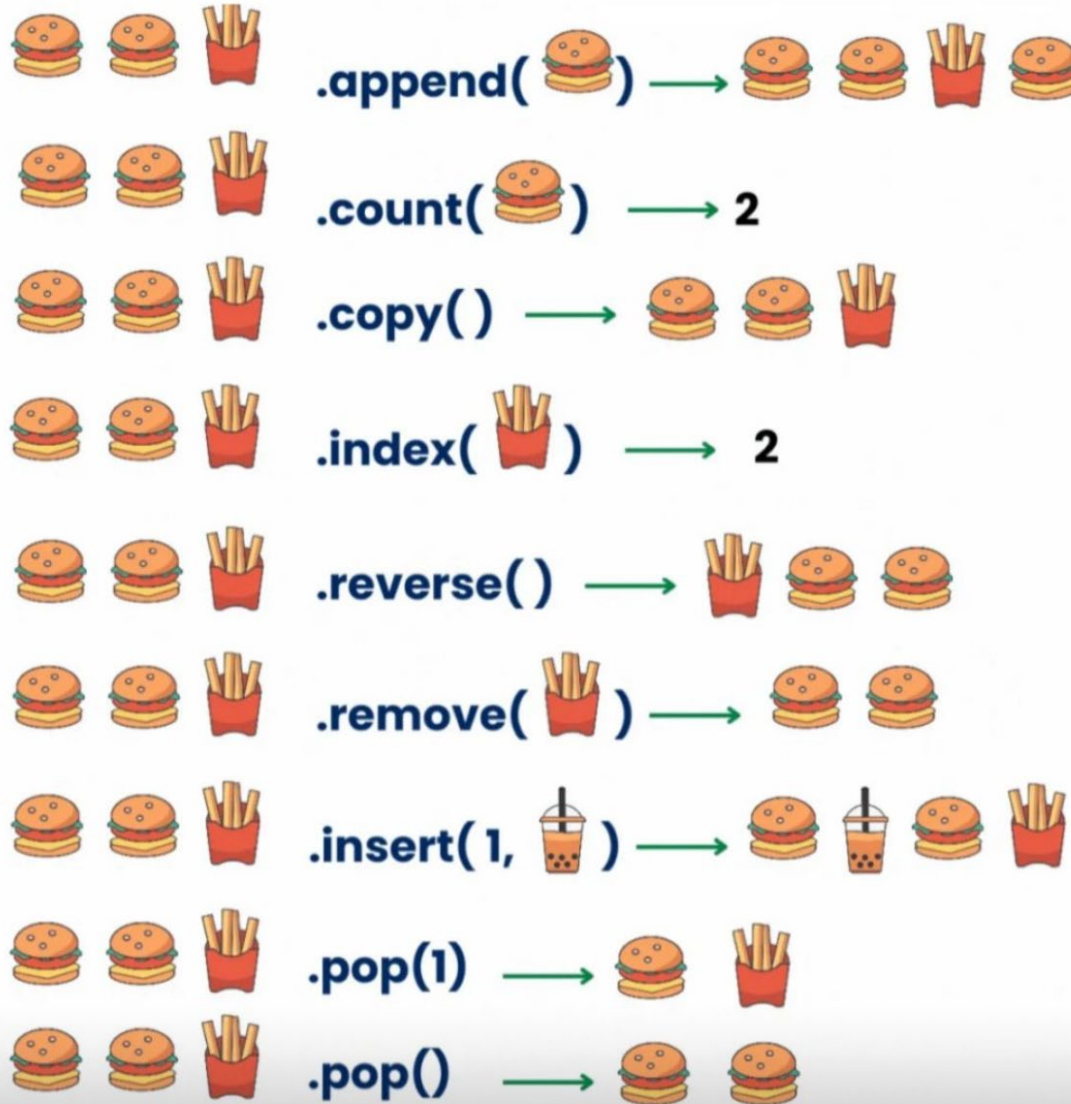 .append( )
.count( ) 2
.copy( )
.index( ) 2
.reverse( )
.remove( )
.insert( 1, )
.pop(1)
.pop()